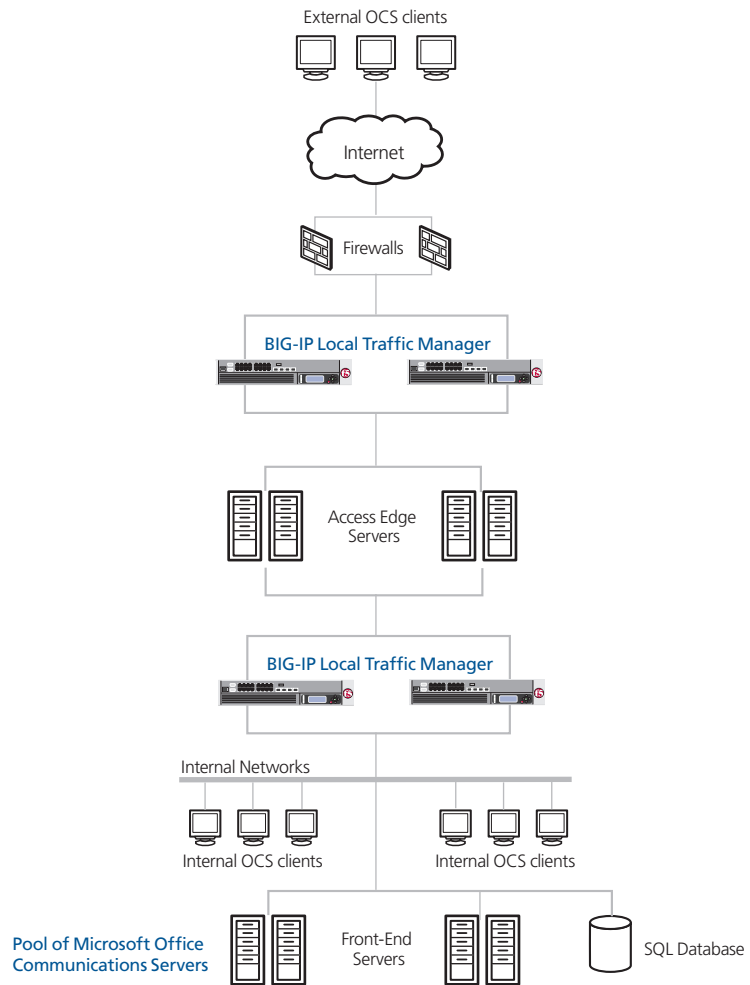 External OCS clients
Internet
Firewalls
BIG-IP Local Traffic Manager
Access Edge
Servers
BIG-IP Local Traffic Manager
Internal Networks
Internal OCS clients
Internal OCS clients
Pool of Microsoft Office
Communications Servers
Front-End
Servers
SQL Database